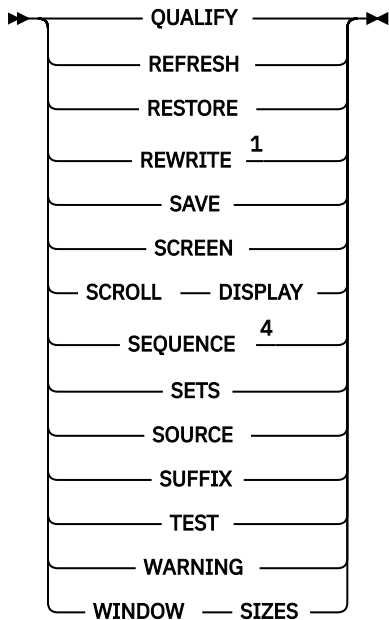 QUALIFY
REFRESH
RESTORE
REWRITE 1
SAVE
SCREEN
SCROLL DISPLAY
SEQUENCE 4
SETS
SOURCE
SUFFIX
TEST
WARNING
WINDOW SIZES